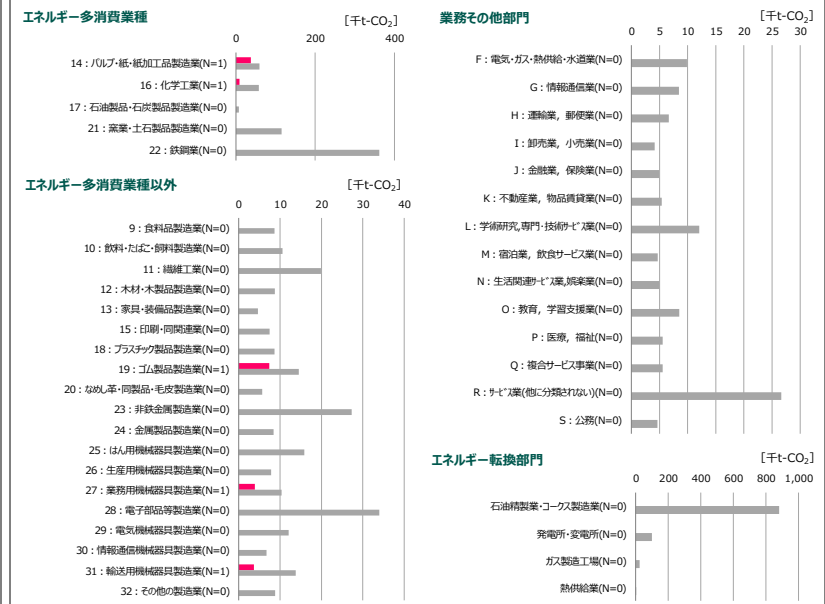 エネルギー多消費業種
[千t-CO₂]
0 200 400
14：パルプ・紙・紙加工品製造業(N=1)
16：化学工業(N=1)
17：石油製品・石炭製品製造業(N=0)
21：窯業・土石製品製造業(N=0)
22：鉄鋼業(N=0)
エネルギー多消費業種以外
[千t-CO₂]
0 10 20 30 40
9：食料品製造業(N=0)
10：飲料・たばこ・飼料製造業(N=0)
11：繊維工業(N=0)
12：木材・木製品製造業(N=0)
13：家具・装備品製造業(N=0)
15：印刷・同関連業(N=0)
18：プラスチック製品製造業(N=0)
19：ゴム製品製造業(N=1)
20：なめし革・同製品・毛皮製造業(N=0)
23：非鉄金属製造業(N=0)
24：金属製品製造業(N=0)
25：はん用機械器具製造業(N=0)
26：生産用機械器具製造業(N=0)
27：業務用機械器具製造業(N=1)
28：電子部品等製造業(N=0)
29：電気機械器具製造業(N=0)
30：情報通信機械器具製造業(N=0)
31：輸送用機械器具製造業(N=1)
32：その他の製造業(N=0)
業務その他部門
[千t-CO₂]
0 5 10 15 20 25 30
F：電気・ガス・熱供給・水道業(N=0)
G：情報通信業(N=0)
H：運輸業，郵便業(N=0)
I：卸売業，小売業(N=0)
J：金融業，保険業(N=0)
K：不動産業，物品賃貸業(N=0)
L：学術研究,専門・技術サービス業(N=0)
M：宿泊業，飲食サービス業(N=0)
N：生活関連サービス業,娯楽業(N=0)
O：教育，学習支援業(N=0)
P：医療，福祉(N=0)
Q：複合サービス事業(N=0)
R：サービス業(他に分類されない)(N=0)
S：公務(N=0)
エネルギー転換部門
[千t-CO₂]
0 200 400 600 800 1,000
石油精製業・コークス製造業(N=0)
発電所・変電所(N=0)
ガス製造工場(N=0)
熱供給業(N=0)